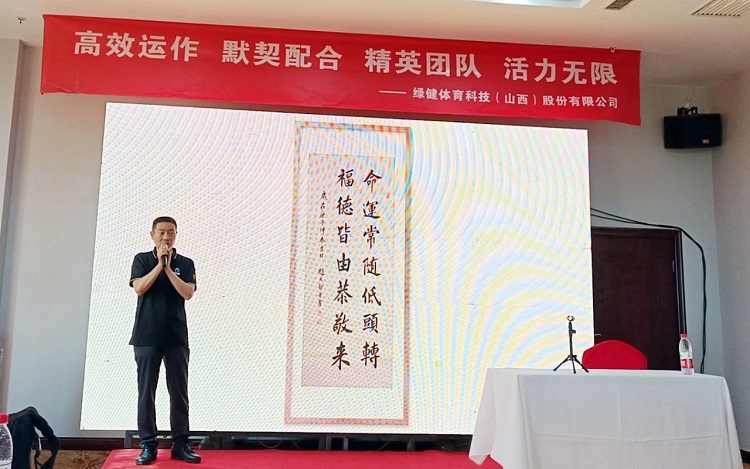 高效运作 默契配合 精英团队 活力无限
—— 绿健体育科技（山西）股份有限公司
命運常随低頭轉
福德皆由恭敬来